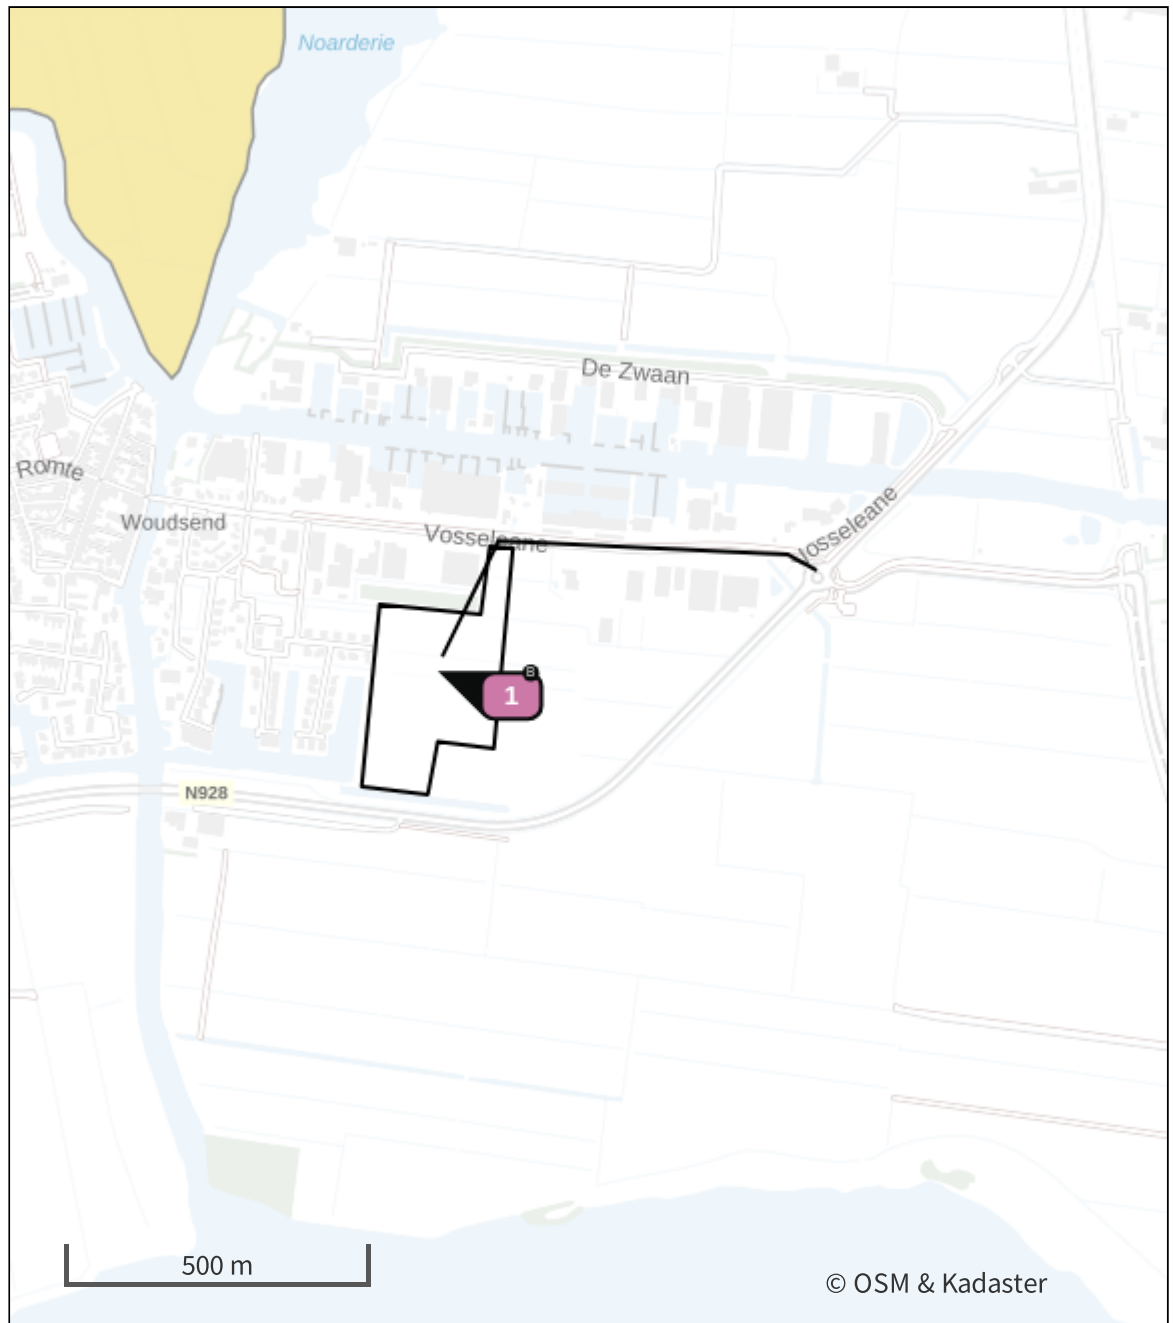 Noarderie
De Zwaan
Romte
Woudsend
Vosseleane
Vosseleane
B
1
N928
500 m
© OSM & Kadaster